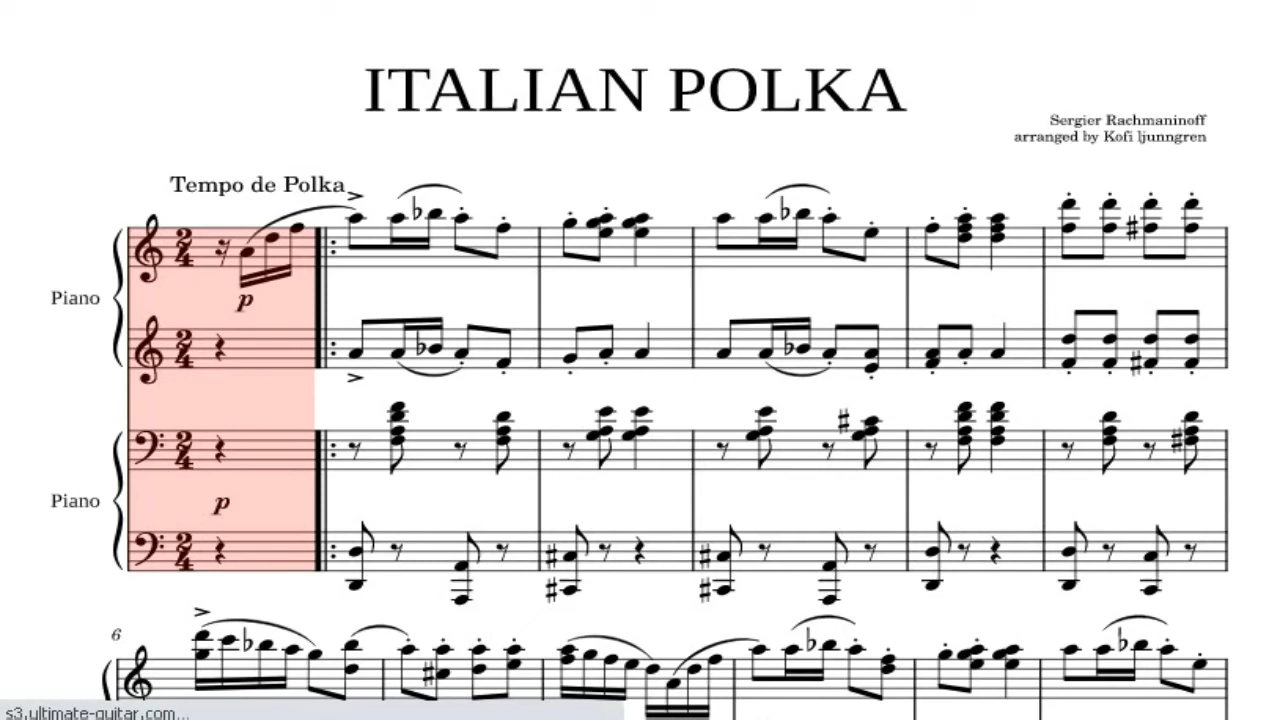 ITALIAN POLKA
Sergier Rachmaninoff
arranged by Kofi ljunngren
Tempo de Polka
Piano
p
p
Piano
6
s3.ultimate-guitar.com...